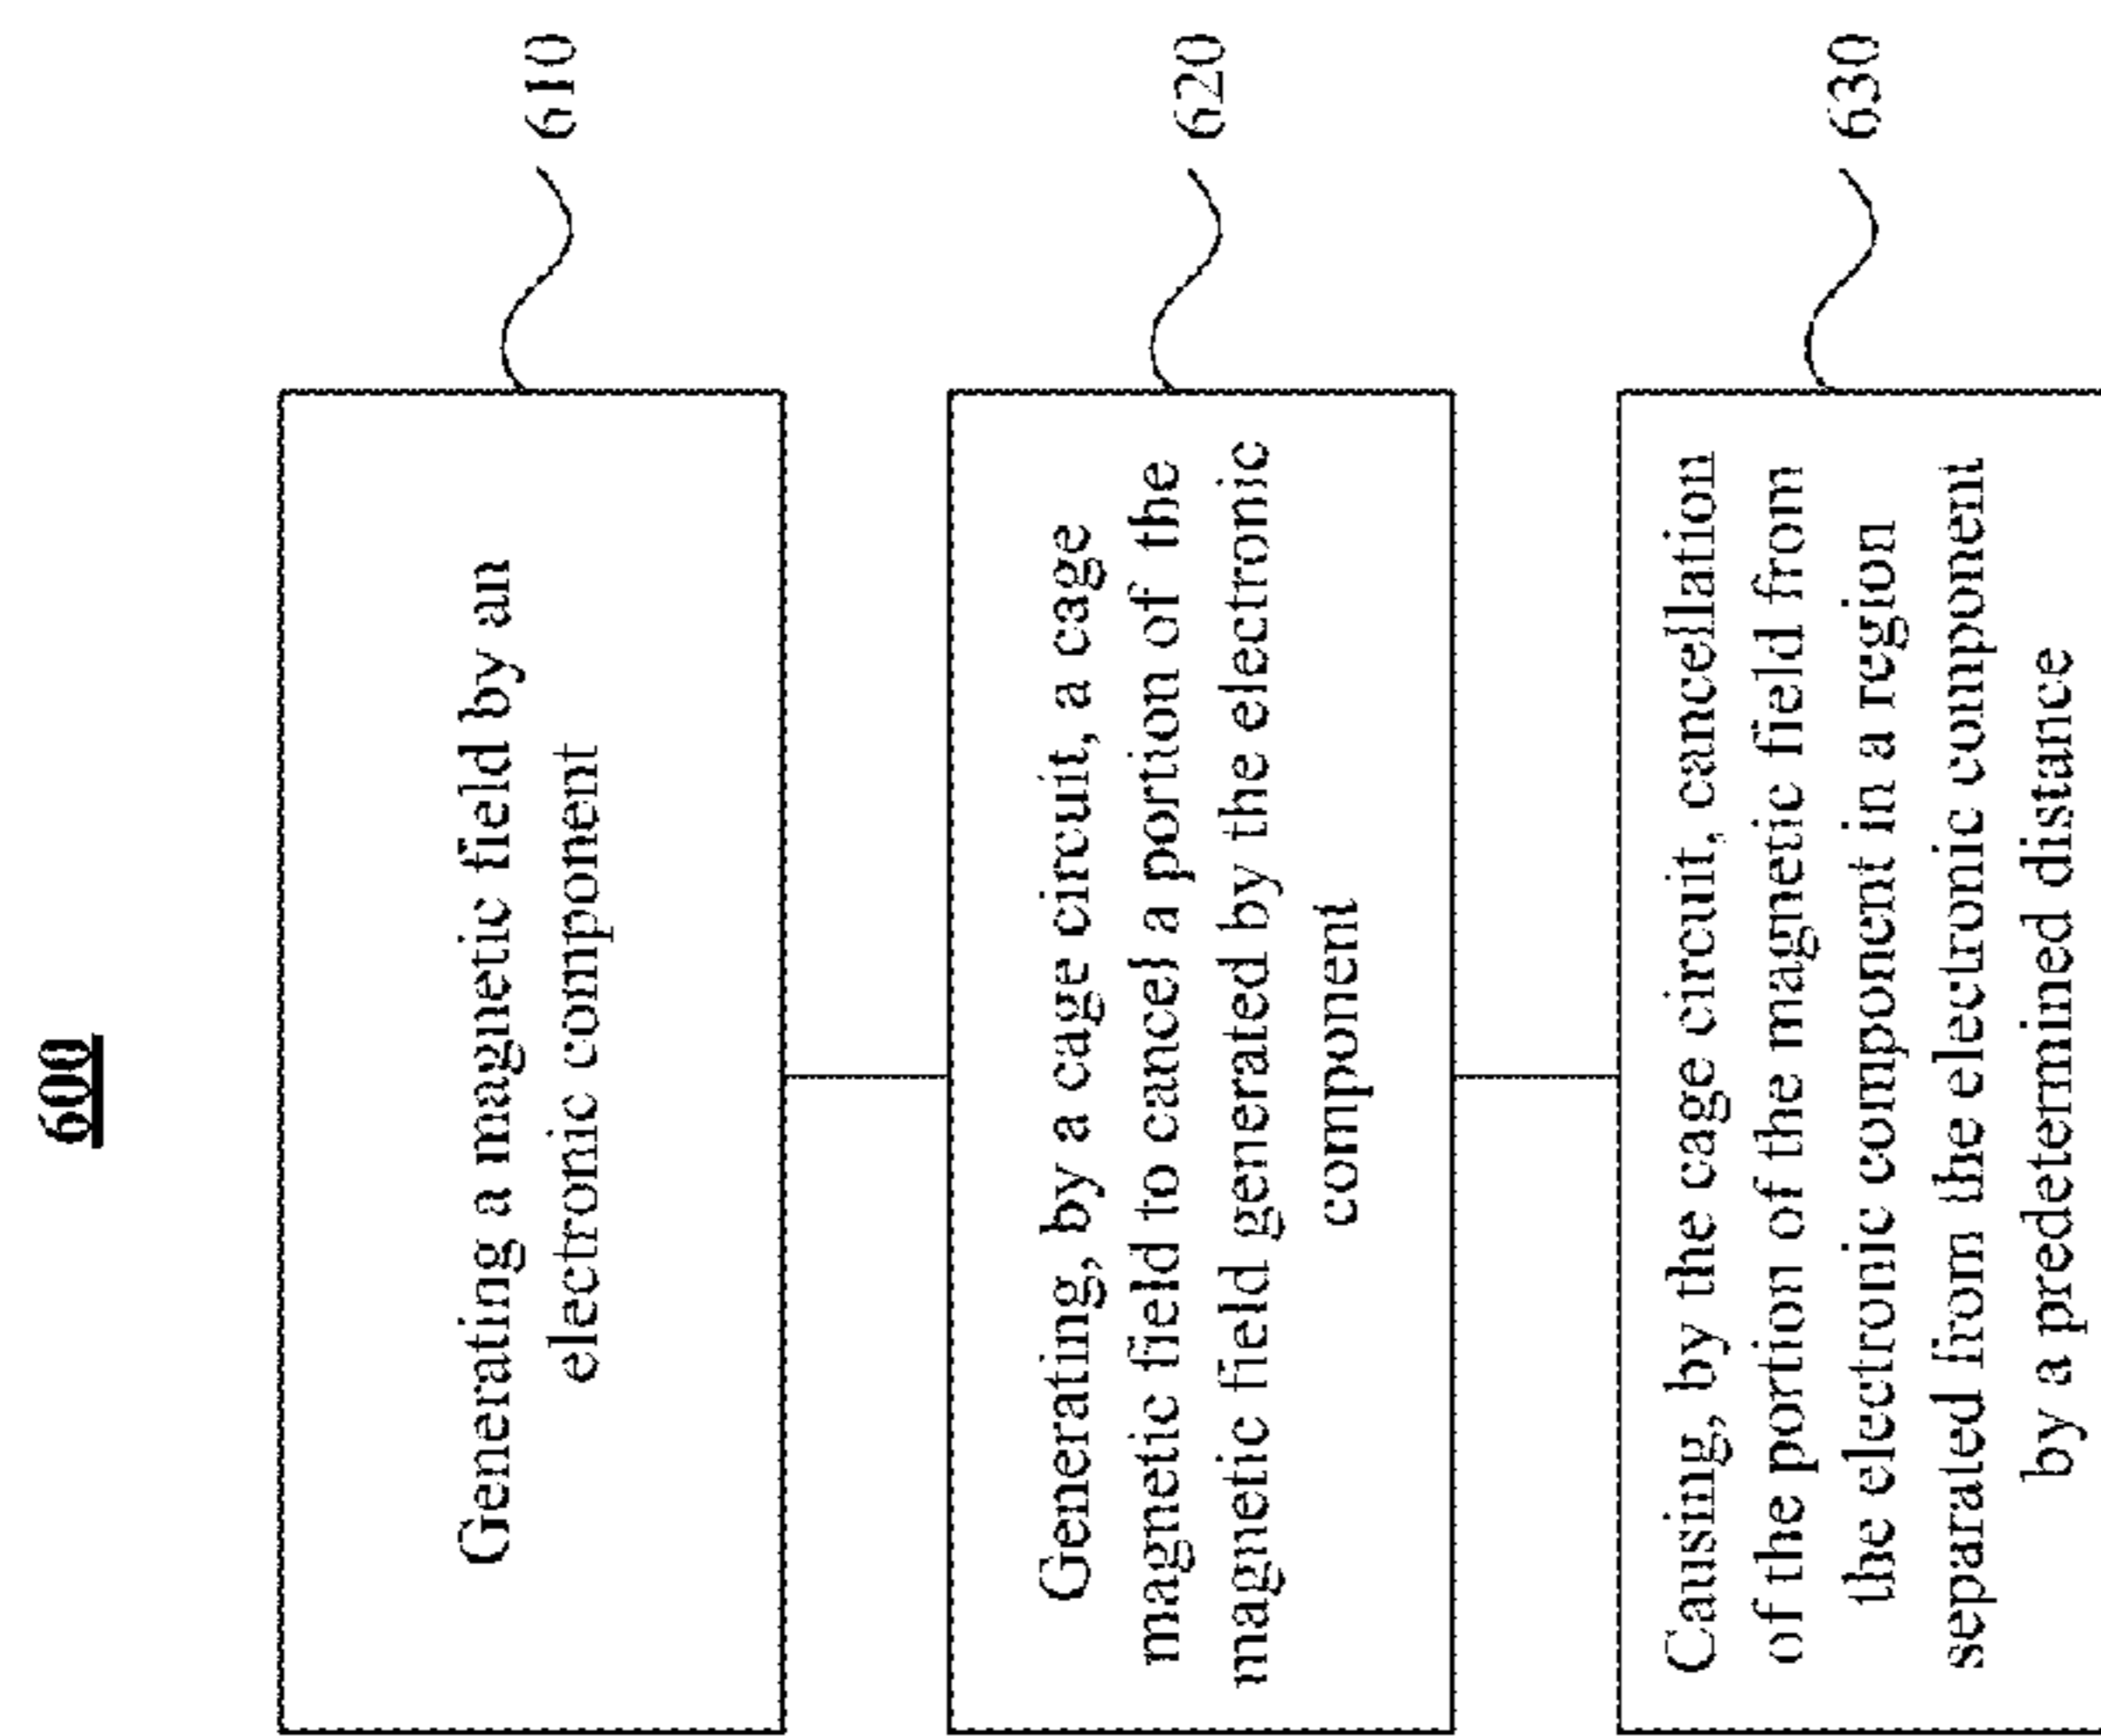 600
Generating a magnetic field by an
electronic component
610
Generating, by a cage circuit, a cage
magnetic field to cancel a portion of the
magnetic field generated by the electronic
component
620
Causing, by the cage circuit, cancellation
of the portion of the magnetic field from
the electronic component in a region
separated from the electronic component
by a predetermined distance
630